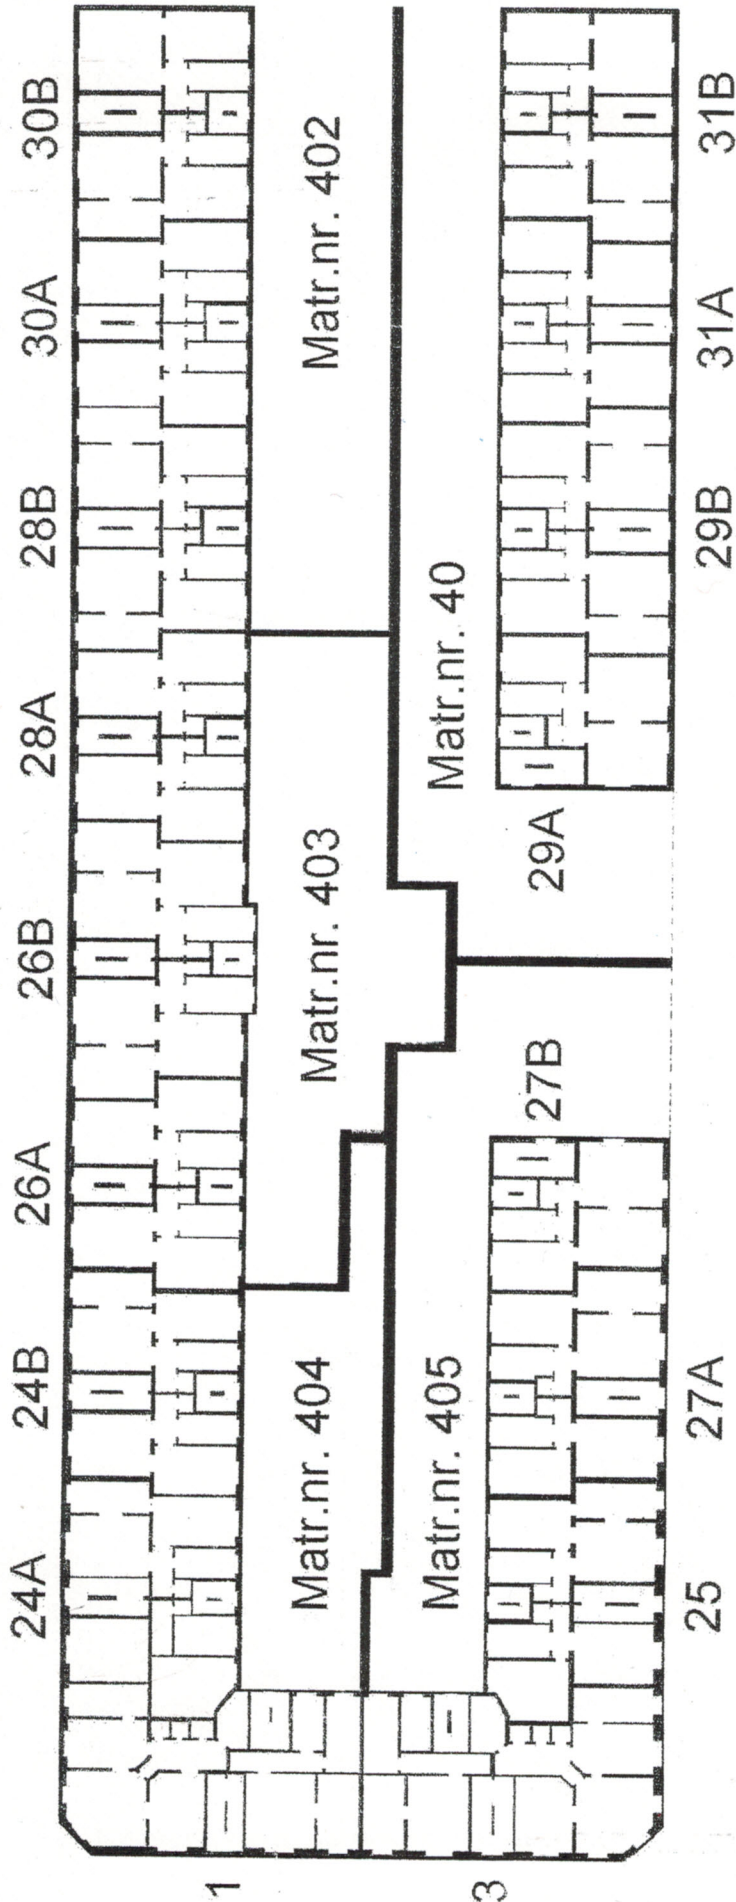 30B
30A
28B
28A
26B
26A
24B
24A
Matr.nr. 402
Matr.nr. 403
Matr.nr. 404
Matr.nr. 40
Matr.nr. 405
29A
27B
31B
31A
29B
27A
25
1
3